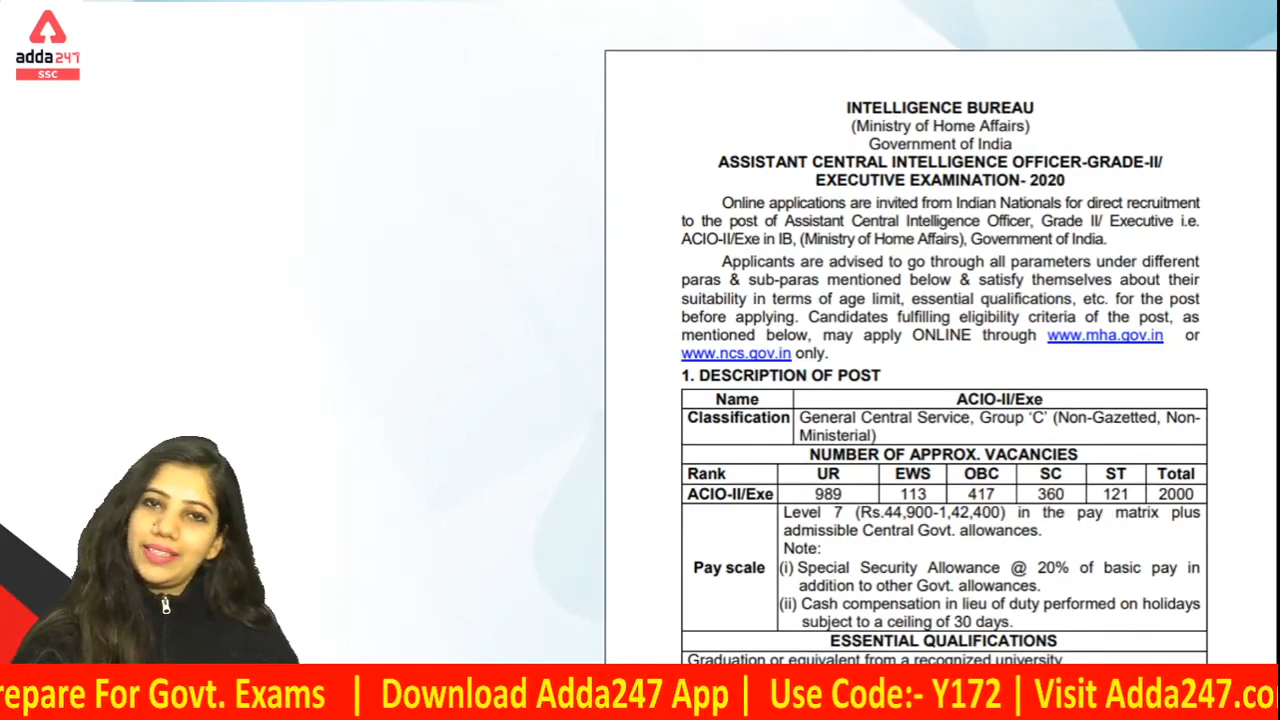 adda247
SSC
INTELLIGENCE BUREAU
(Ministry of Home Affairs)
Government of India
ASSISTANT CENTRAL INTELLIGENCE OFFICER-GRADE-II/
EXECUTIVE EXAMINATION- 2020
Online applications are invited from Indian Nationals for direct recruitment
to the post of Assistant Central Intelligence Officer, Grade II/ Executive i.e.
ACIO-II/Exe in IB, (Ministry of Home Affairs), Government of India.
Applicants are advised to go through all parameters under different
paras & sub-paras mentioned below & satisfy themselves about their
suitability in terms of age limit, essential qualifications, etc. for the post
before applying. Candidates fulfilling eligibility criteria of the post, as
mentioned below, may apply ONLINE through www.mha.gov.in or
www.ncs.gov.in only.
1. DESCRIPTION OF POST
Name ACIO-II/Exe
Classification General Central Service, Group ‘C’ (Non-Gazetted, Non-
Ministerial)
NUMBER OF APPROX. VACANCIES
Rank UR EWS OBC SC ST Total
ACIO-II/Exe 989 113 417 360 121 2000
Level 7 (Rs.44,900-1,42,400) in the pay matrix plus
admissible Central Govt. allowances.
Note:
Pay scale (i) Special Security Allowance @ 20% of basic pay in
addition to other Govt. allowances.
(ii) Cash compensation in lieu of duty performed on holidays
subject to a ceiling of 30 days.
ESSENTIAL QUALIFICATIONS
Graduation or equivalent from a recognized university
repare For Govt. Exams | Download Adda247 App | Use Code:- Y172 | Visit Adda247.co